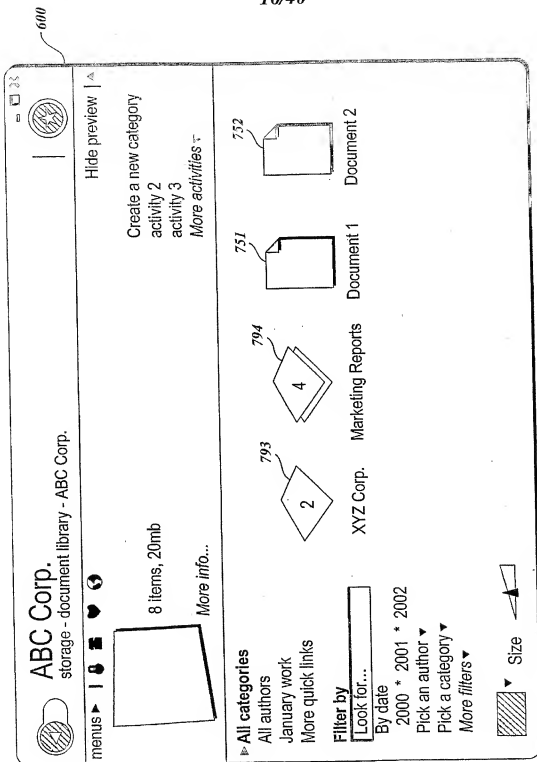 16/40
600
ABC Corp.
storage - document library - ABC Corp.
menus
Hide preview
8 items, 20mb
More info...
Create a new category
activity 2
activity 3
More activities
All categories
All authors
January work
More quick links
Filter by
Look for...
By date
2000 * 2001 * 2002
Pick an author
Pick a category
More filters
Size
793
2
XYZ Corp.
794
4
Marketing Reports
751
Document 1
752
Document 2